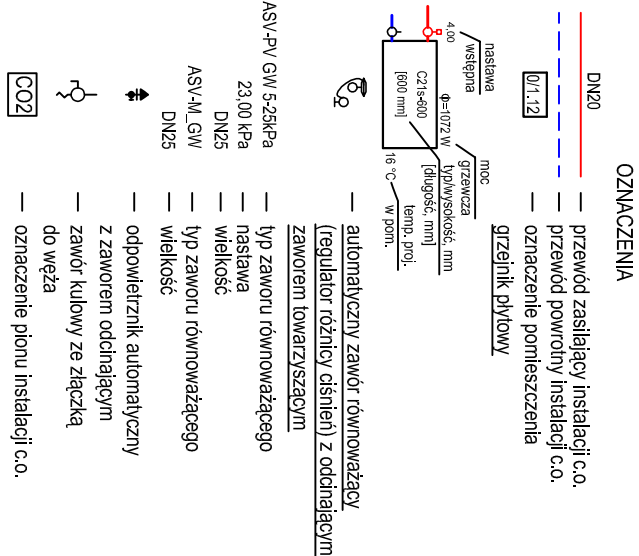 OZNACZENIA
DN20
— przewód zasilający instalacji c.o.
— przewód powrotny instalacji c.o.
0/1.12 — oznaczenie pomieszczenia
grzejnik płytowy
nastawa
wstępna
4,00
Φ=1072 W
C21s-600
[600 mm]
moc
grzewcza
typ/wysokość, mm
[długość, mm]
16 °C
temp. proj.
w pom.
— automatyczny zawór równoważący
(regulator różnicy ciśnień) z odcinającym
zaworem towarzyszącym
ASV-PV GW 5-25kPa — typ zaworu równoważącego
23,00 kPa — nastawa
DN25 — wielkość
ASV-M_GW — typ zaworu równoważącego
DN25 — wielkość
— odpowietrznik automatyczny
z zaworem odcinającym
— zawór kulowy ze złączką
do węża
CO2 — oznaczenie pionu instalacji c.o.